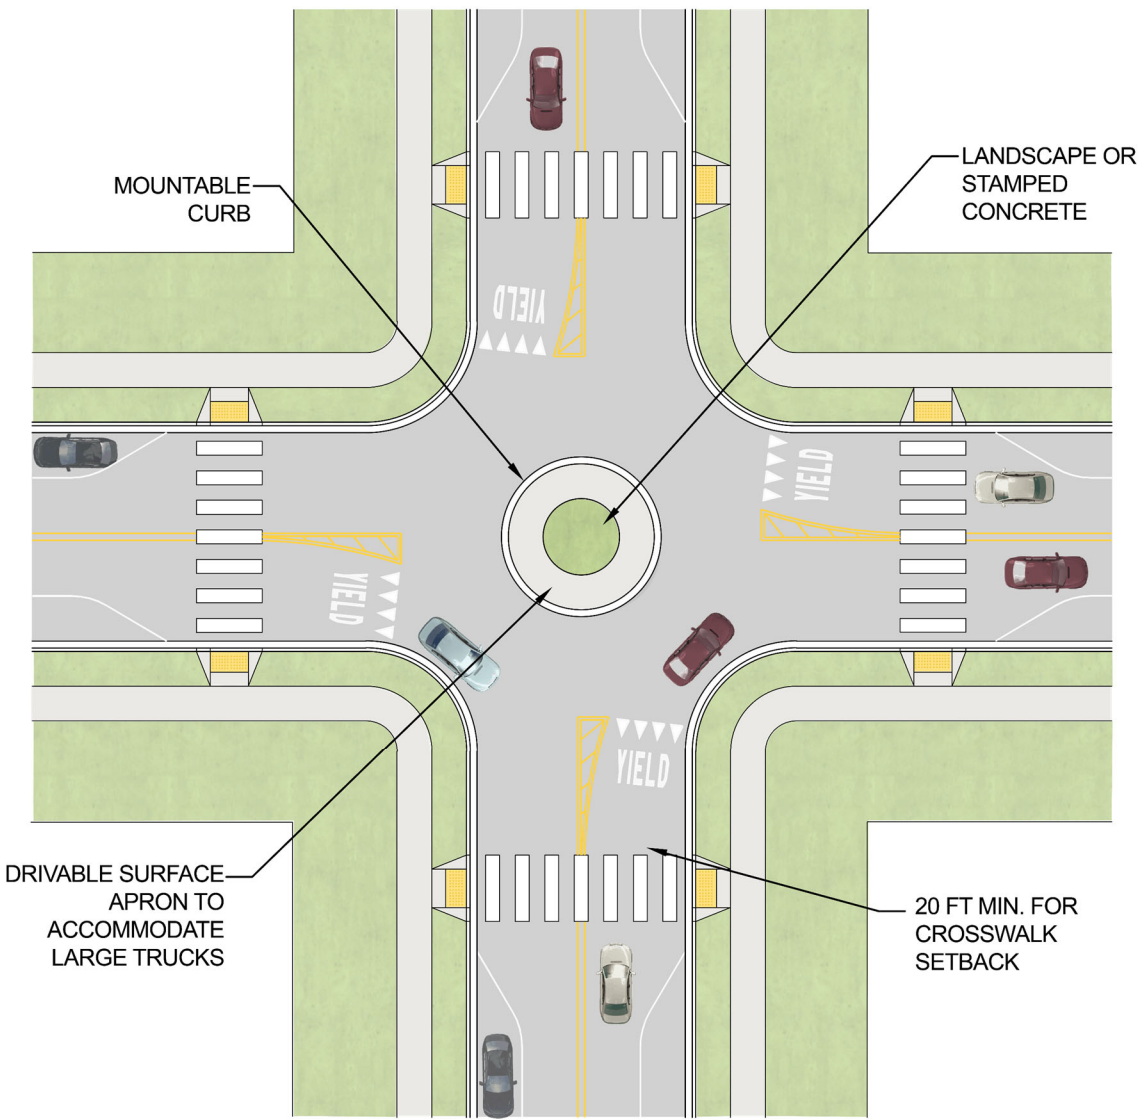 MOUNTABLE
CURB
LANDSCAPE OR
STAMPED
CONCRETE
YIELD
YIELD
YIELD
YIELD
DRIVABLE SURFACE
APRON TO
ACCOMMODATE
LARGE TRUCKS
20 FT MIN. FOR
CROSSWALK
SETBACK